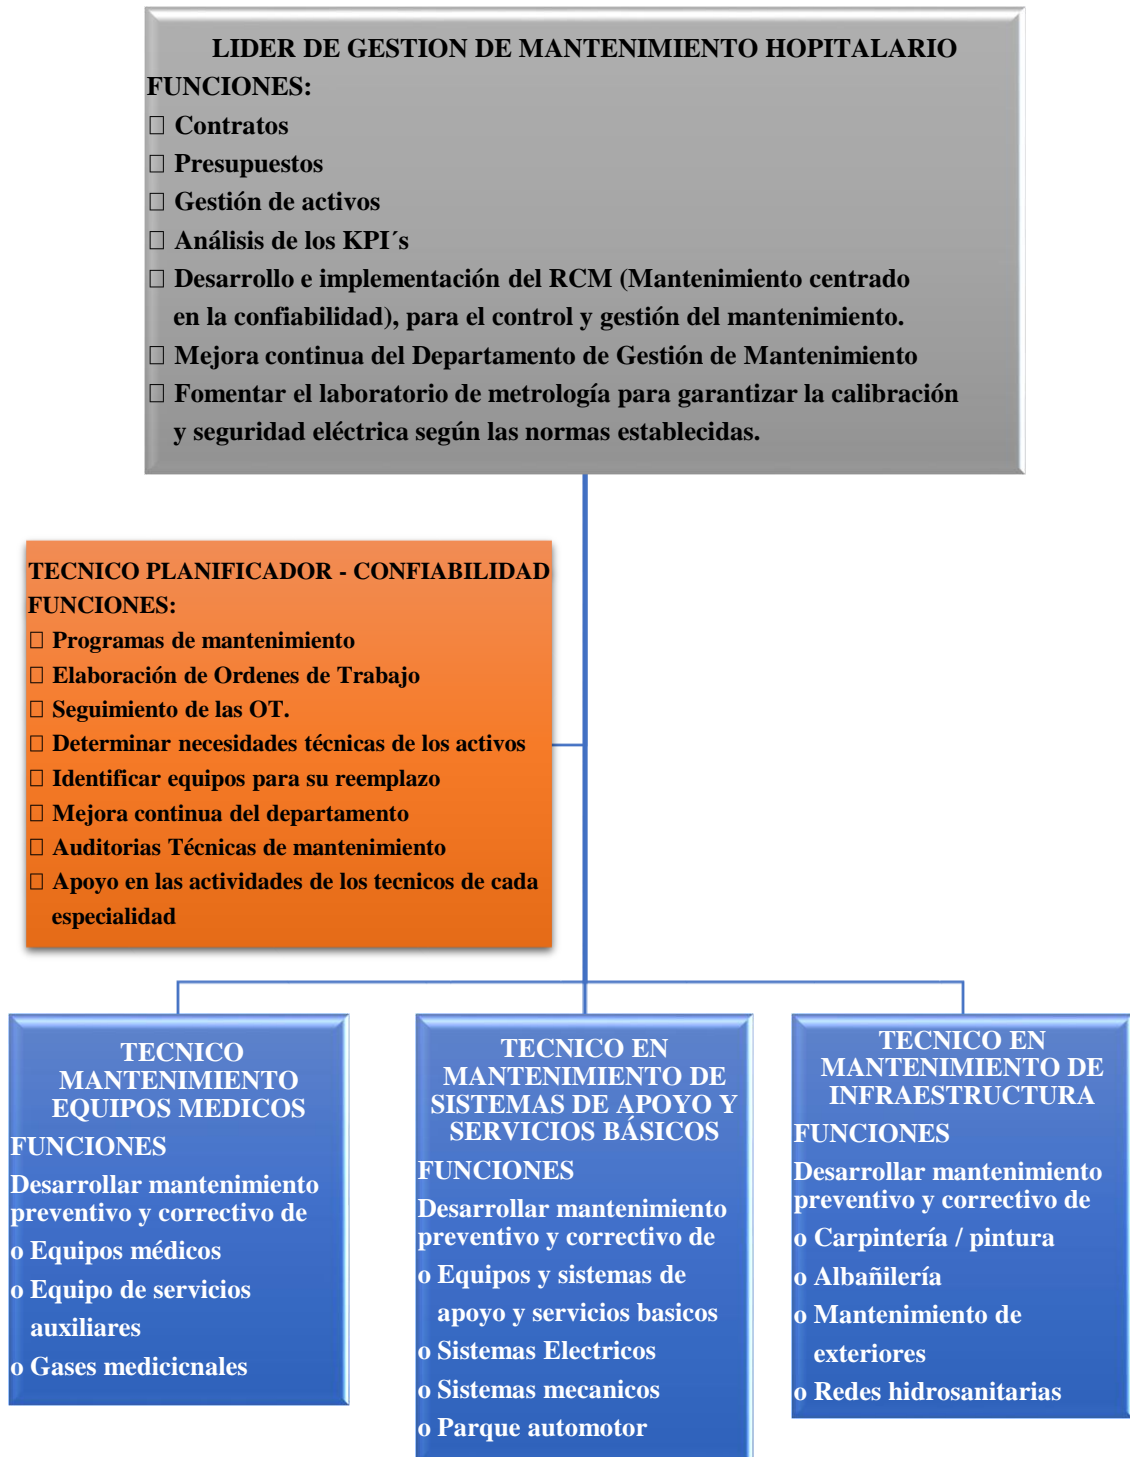 LIDER DE GESTION DE MANTENIMIENTO HOPITALARIO
FUNCIONES:
□ Contratos
□ Presupuestos
□ Gestión de activos
□ Análisis de los KPI´s
□ Desarrollo e implementación del RCM (Mantenimiento centrado
en la confiabilidad), para el control y gestión del mantenimiento.
□ Mejora continua del Departamento de Gestión de Mantenimiento
□ Fomentar el laboratorio de metrología para garantizar la calibración
y seguridad eléctrica según las normas establecidas.
TECNICO PLANIFICADOR - CONFIABILIDAD
FUNCIONES:
□ Programas de mantenimiento
□ Elaboración de Ordenes de Trabajo
□ Seguimiento de las OT.
□ Determinar necesidades técnicas de los activos
□ Identificar equipos para su reemplazo
□ Mejora continua del departamento
□ Auditorias Técnicas de mantenimiento
□ Apoyo en las actividades de los tecnicos de cada
especialidad
TECNICO
MANTENIMIENTO
EQUIPOS MEDICOS
FUNCIONES
Desarrollar mantenimiento
preventivo y correctivo de
o Equipos médicos
o Equipo de servicios
auxiliares
o Gases medicicnales
TECNICO EN
MANTENIMIENTO DE
SISTEMAS DE APOYO Y
SERVICIOS BÁSICOS
FUNCIONES
Desarrollar mantenimiento
preventivo y correctivo de
o Equipos y sistemas de
apoyo y servicios basicos
o Sistemas Electricos
o Sistemas mecanicos
o Parque automotor
TECNICO EN
MANTENIMIENTO DE
INFRAESTRUCTURA
FUNCIONES
Desarrollar mantenimiento
preventivo y correctivo de
o Carpintería / pintura
o Albañilería
o Mantenimiento de
exteriores
o Redes hidrosanitarias